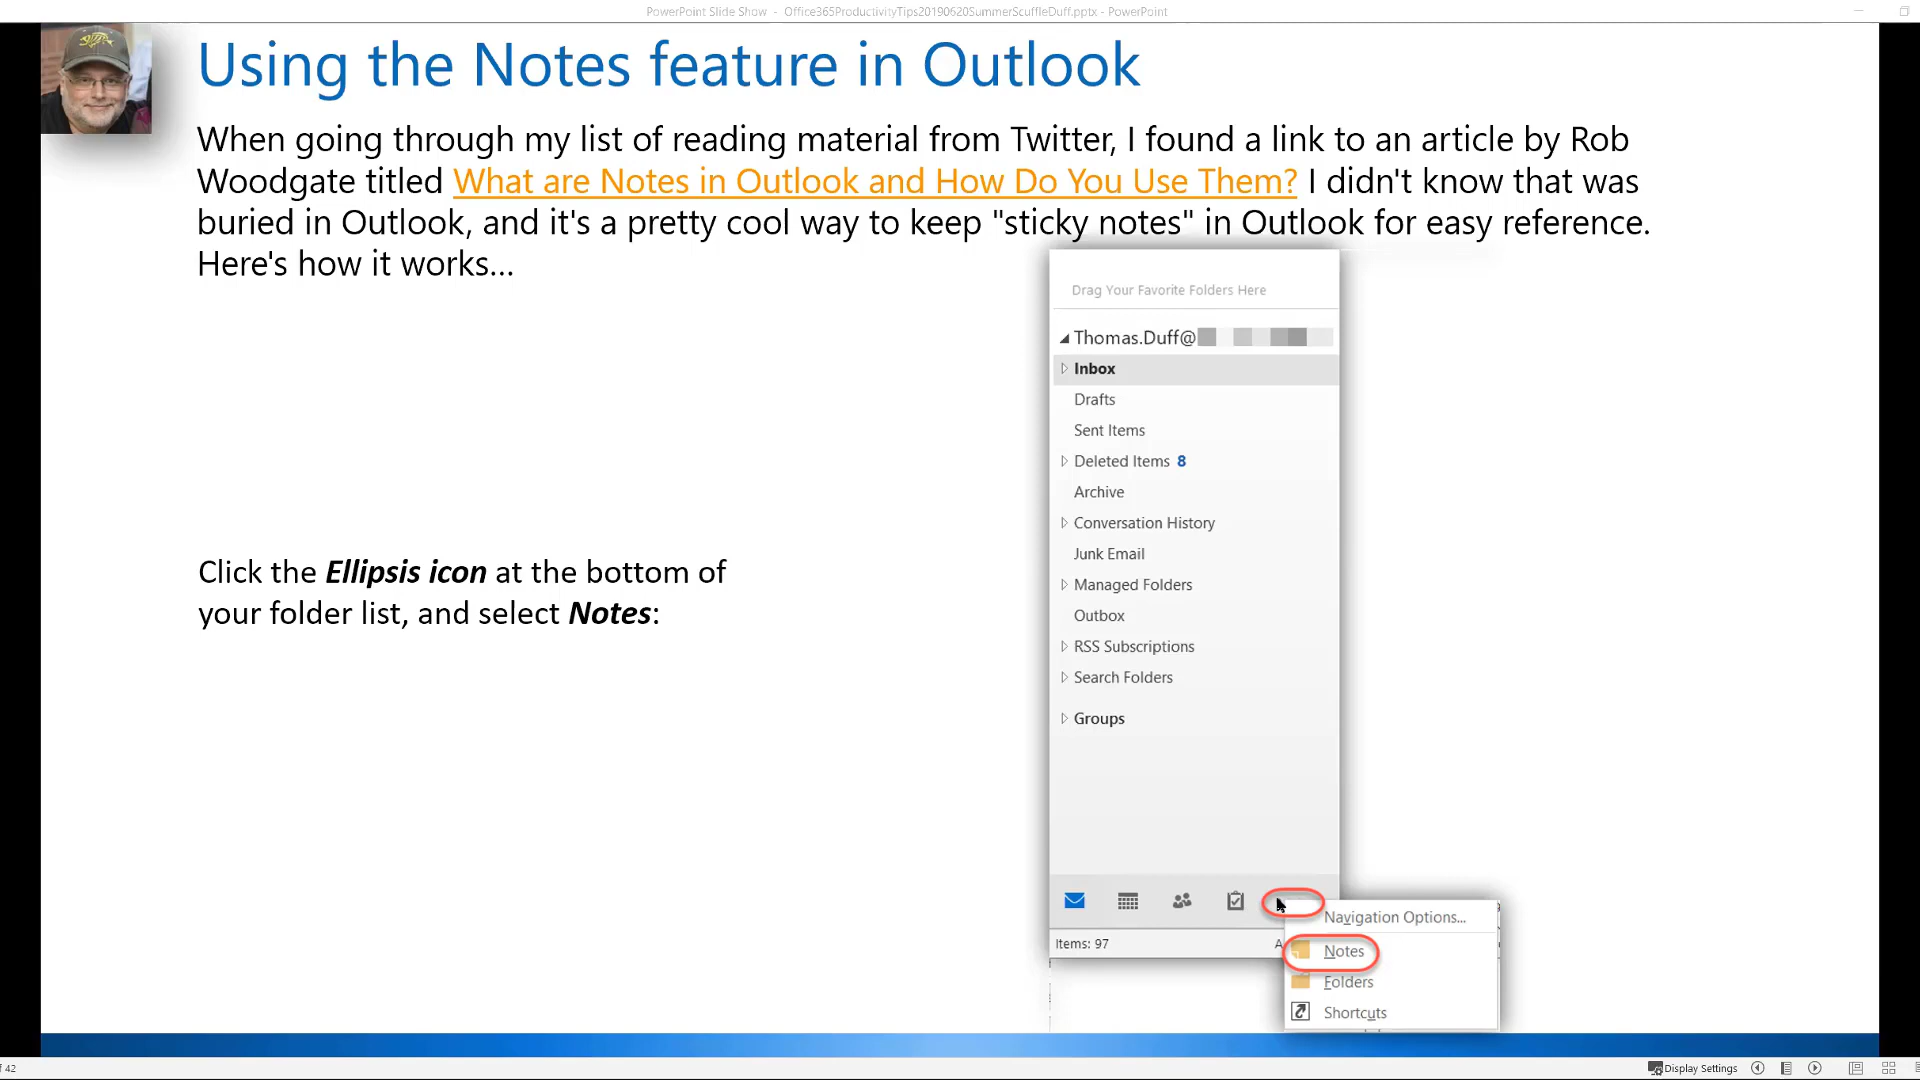 PowerPoint Slide Show - Office365ProductivityTips20190620SummerScuffleDuff.pptx - PowerPoint
Using the Notes feature in Outlook
When going through my list of reading material from Twitter, I found a link to an article by Rob
Woodgate titled What are Notes in Outlook and How Do You Use Them? I didn't know that was
buried in Outlook, and it's a pretty cool way to keep "sticky notes" in Outlook for easy reference.
Here's how it works...
Click the Ellipsis icon at the bottom of
your folder list, and select Notes:
Drag Your Favorite Folders Here
Thomas.Duff@
Inbox
Drafts
Sent Items
Deleted Items 8
Archive
Conversation History
Junk Email
Managed Folders
Outbox
RSS Subscriptions
Search Folders
Groups
Items: 97
Navigation Options...
Notes
Folders
Shortcuts
42
Display Settings